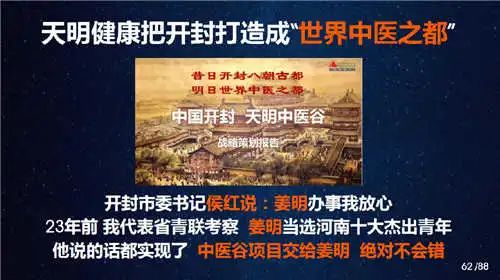 天明健康把开封打造成“世界中医之都”
昔日开封八朝古都
明日世界中医之都
中国开封 天明中医谷
战略策划报告
开封市委书记侯红说：姜明办事我放心
23年前 我代表省青联考察 姜明当选河南十大杰出青年
他说的话都实现了 中医谷项目交给姜明 绝对不会错
62/88